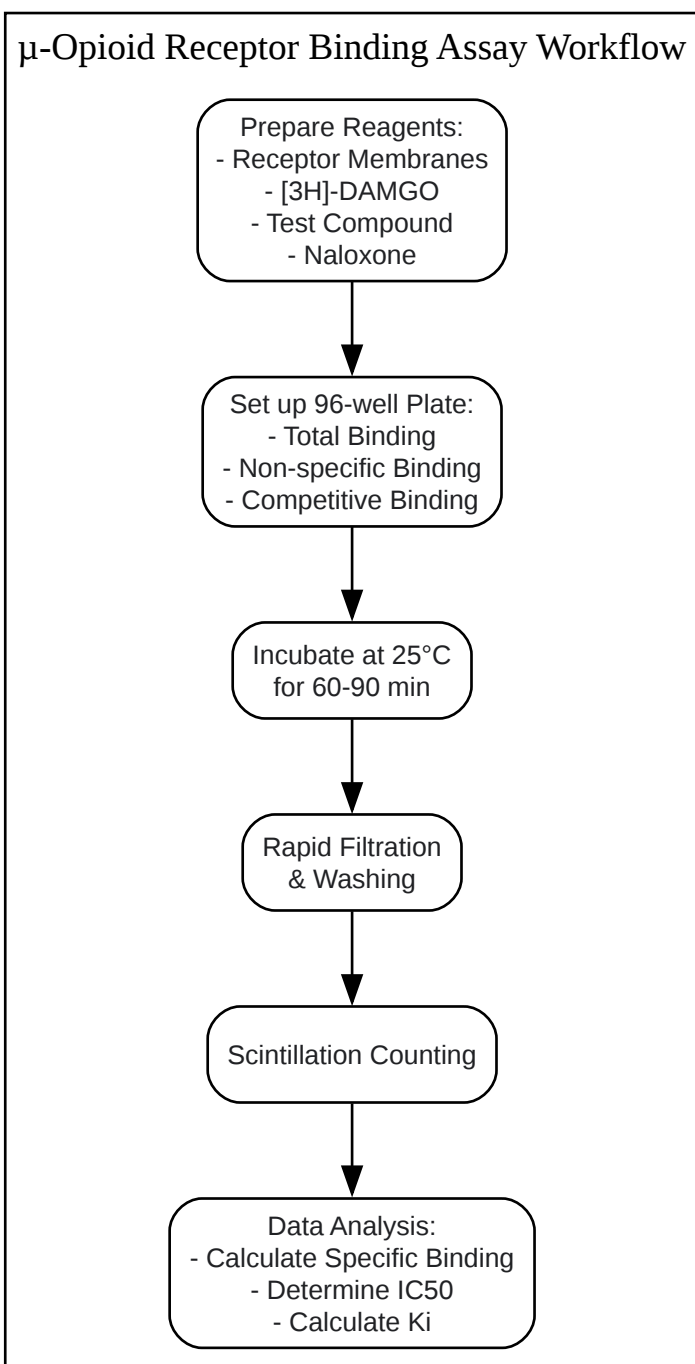 µ-Opioid Receptor Binding Assay Workflow
Prepare Reagents:
- Receptor Membranes
- [3H]-DAMGO
- Test Compound
- Naloxone
Set up 96-well Plate:
- Total Binding
- Non-specific Binding
- Competitive Binding
Incubate at 25°C
for 60-90 min
Rapid Filtration
& Washing
Scintillation Counting
Data Analysis:
- Calculate Specific Binding
- Determine IC50
- Calculate Ki